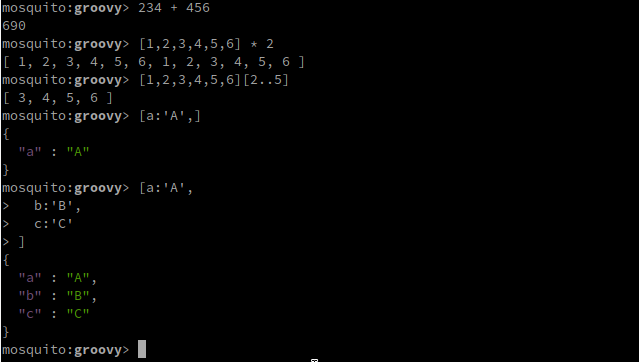 mosquito:groovy> 234 + 456
690
mosquito:groovy> [1,2,3,4,5,6] * 2
[ 1, 2, 3, 4, 5, 6, 1, 2, 3, 4, 5, 6 ]
mosquito:groovy> [1,2,3,4,5,6][2..5]
[ 3, 4, 5, 6 ]
mosquito:groovy> [a:'A',]
{
  "a" : "A"
}
mosquito:groovy> [a:'A',
>   b:'B',
>   c:'C'
> ]
{
  "a" : "A",
  "b" : "B",
  "c" : "C"
}
mosquito:groovy>